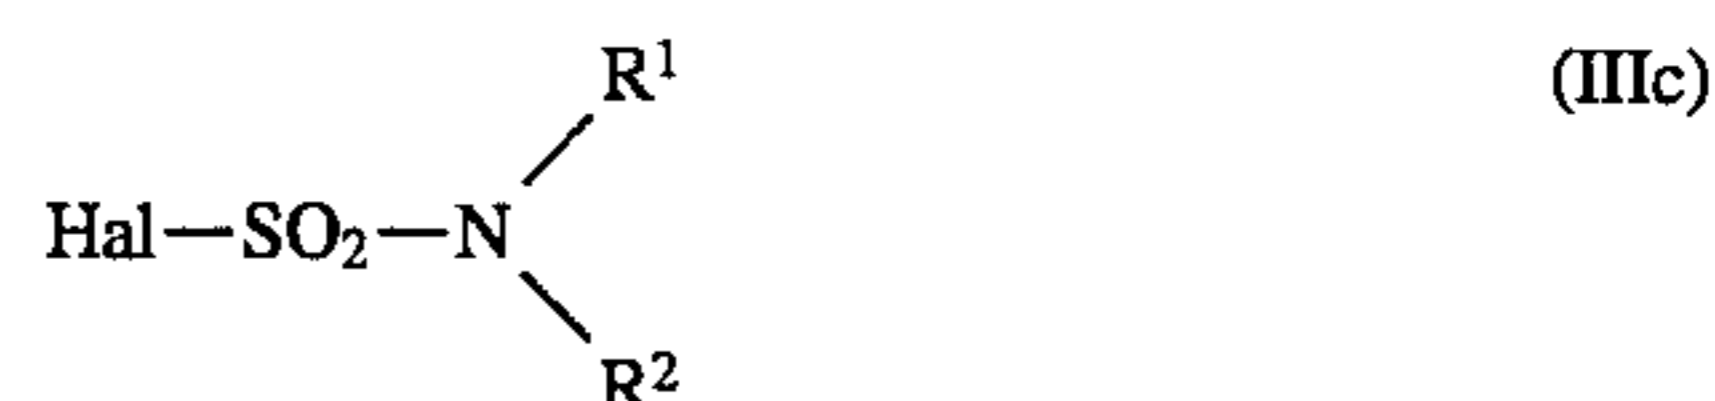 R¹
(IIIc)
Hal—SO₂—N
R²